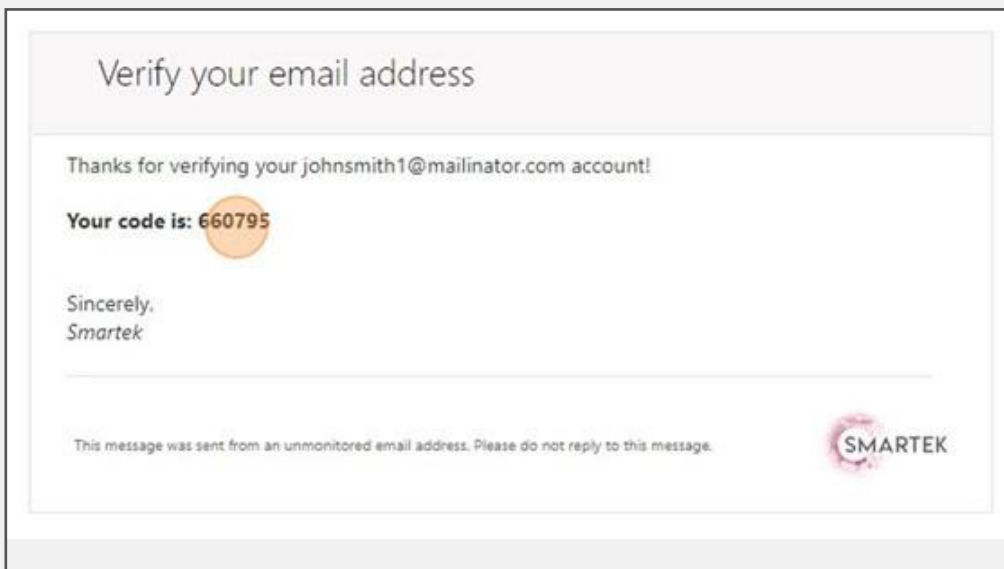 Verify your email address
Thanks for verifying your johnsmith1@mailinator.com account!
Your code is: 660795
Sincerely,
Smartek
This message was sent from an unmonitored email address. Please do not reply to this message.
SMARTEK